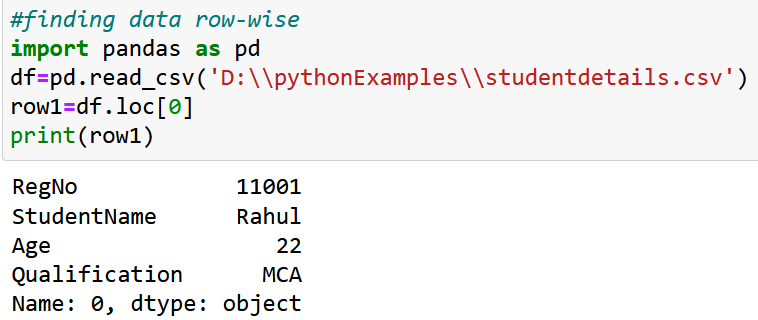 #finding data row-wise
import pandas as pd
df=pd.read_csv('D:\\pythonExamples\\studentdetails.csv')
row1=df.loc[0]
print(row1)
RegNo 11001
StudentName Rahul
Age 22
Qualification MCA
Name: 0, dtype: object